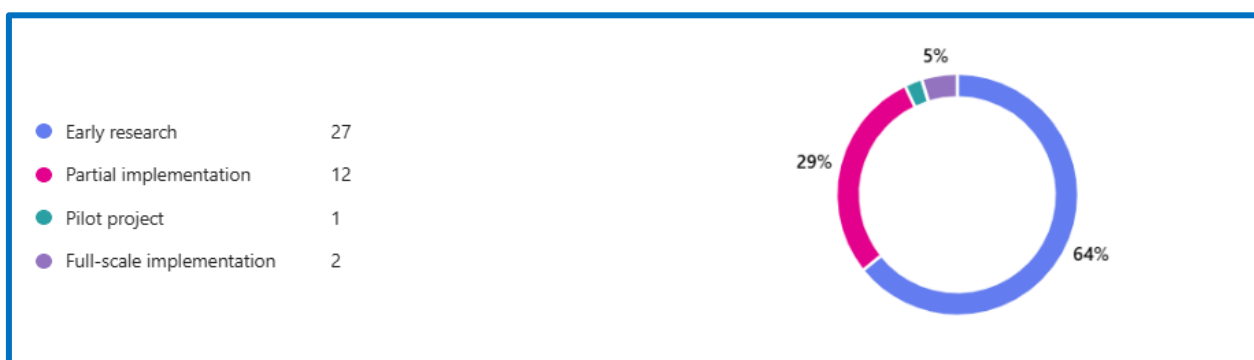 5%
Early research 27
Partial implementation 12
29%
Pilot project 1
Full-scale implementation 2
64%